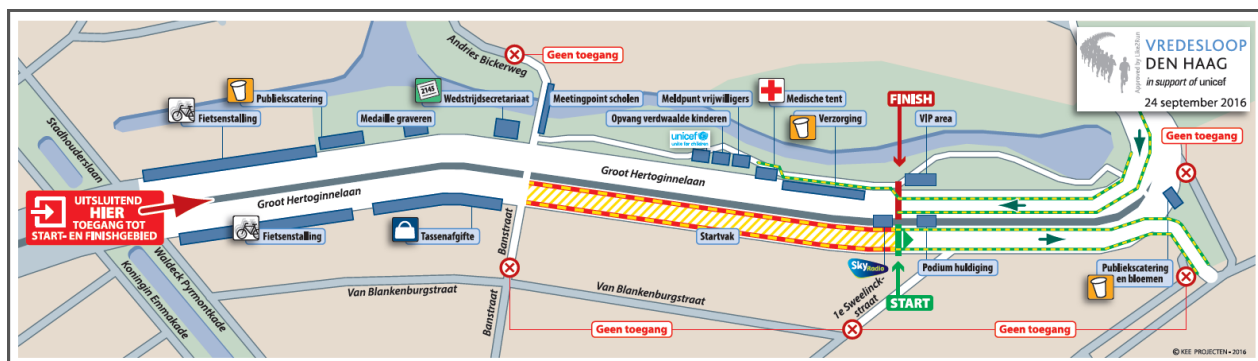 Andries Bickerweg
Geen toegang
Approved by Like2Run
VREDESLOOP
DEN HAAG
in support of unicef
24 september 2016
Stadhouderslaan
Fietsenstalling
Publiekscatering
Medaille graveren
2145
Wedstrijdsecretariaat
Meetingpoint scholen
Meldpunt vrijwilligers
Opvang verdwaalde kinderen
unicef
unite for children
Medische tent
Verzorging
FINISH
VIP area
Geen toegang
Groot Hertoginnelaan
UITSLUITEND
HIER
TOEGANG TOT
START- EN FINISHGEBIED
Groot Hertoginnelaan
Fietsenstalling
Tassenafgifte
Banstraat
Startvak
Sky Radio
Podium huldiging
Publiekscatering
en bloemen
START
1e Sweelinck-
straat
Waldeck Pyrmontkade
Koningin Emmakade
Van Blankenburgstraat
Banstraat
Van Blankenburgstraat
Geen toegang
Geen toegang
© KEE PROJECTEN • 2016